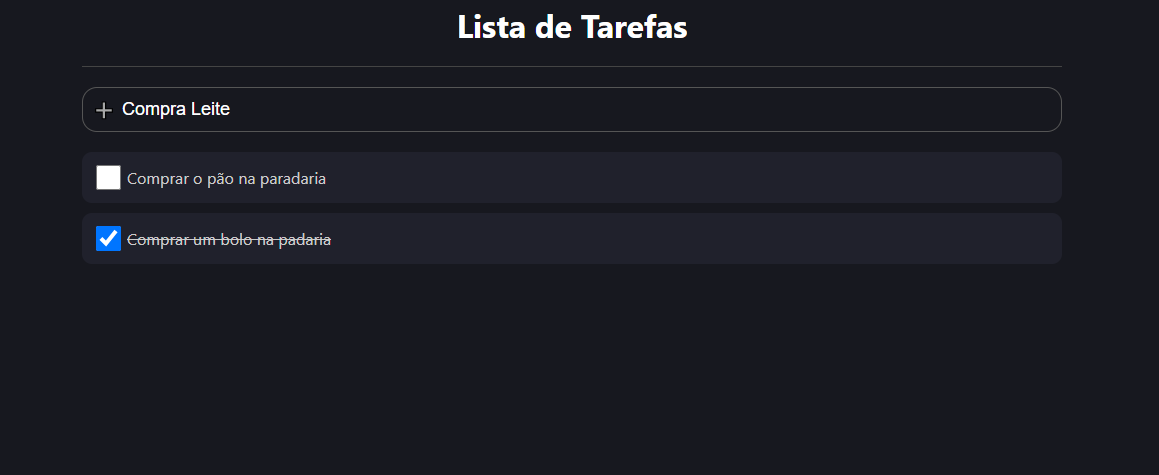 Lista de Tarefas
Compra Leite
Comprar o pão na paradaria
Comprar um bolo na padaria